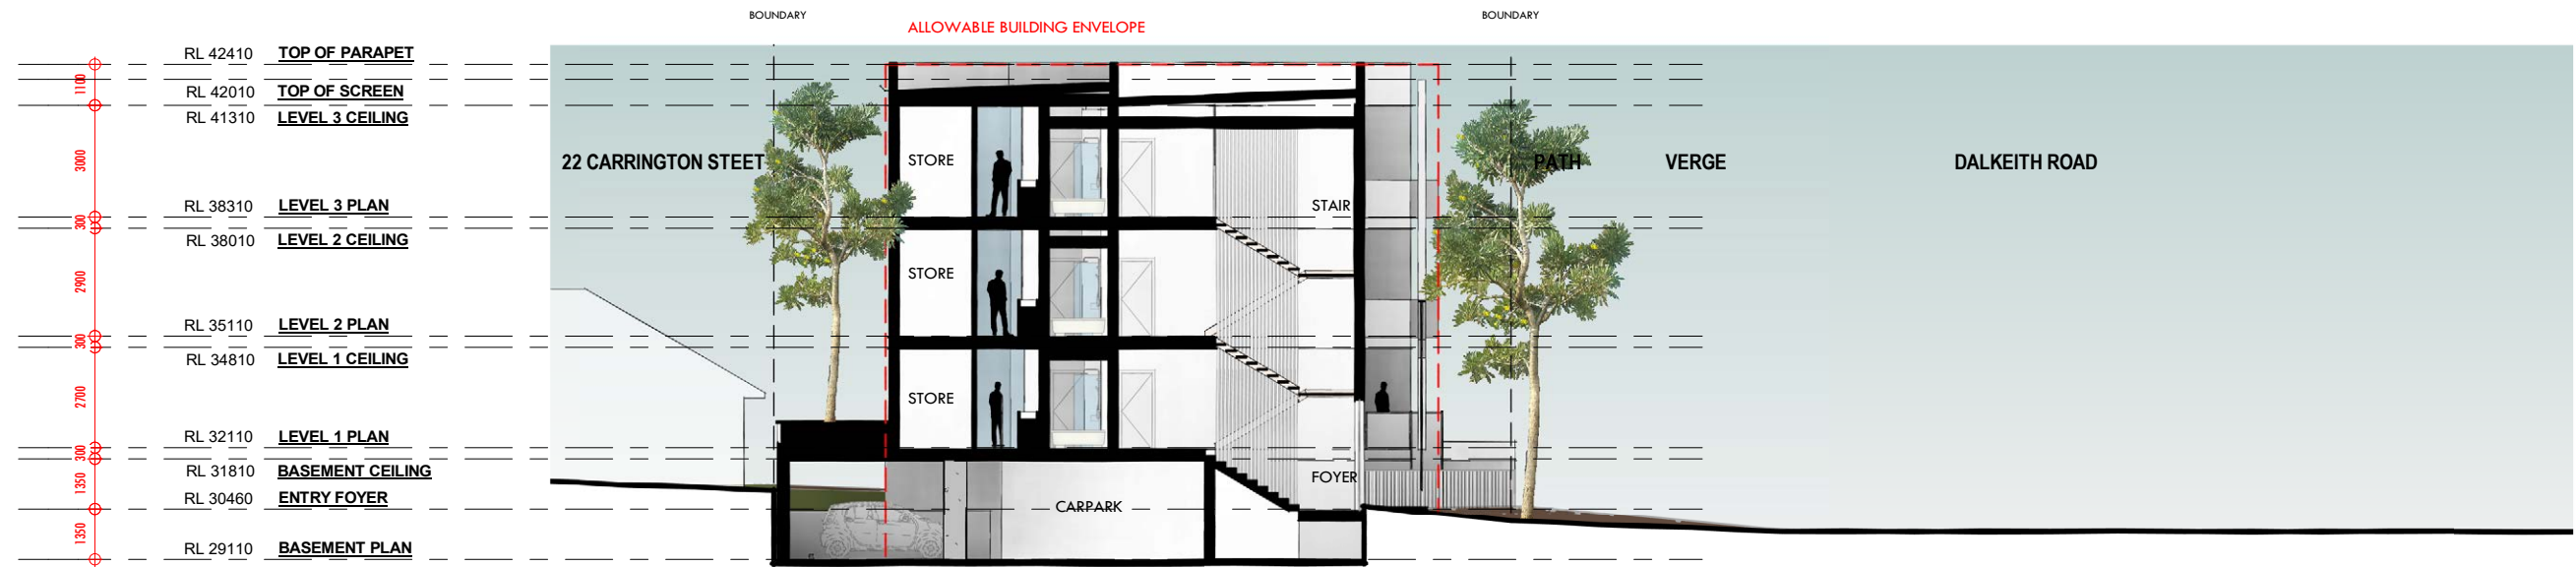 BOUNDARY
BOUNDARY
ALLOWABLE BUILDING ENVELOPE
RL 42410 TOP OF PARAPET
1100
RL 42010 TOP OF SCREEN
RL 41310 LEVEL 3 CEILING
3000
22 CARRINGTON STEET
STORE
PATH
VERGE
DALKEITH ROAD
RL 38310 LEVEL 3 PLAN
STAIR
300
RL 38010 LEVEL 2 CEILING
STORE
2900
RL 35110 LEVEL 2 PLAN
300
RL 34810 LEVEL 1 CEILING
2700
STORE
RL 32110 LEVEL 1 PLAN
300
RL 31810 BASEMENT CEILING
FOYER
1350
RL 30460 ENTRY FOYER
CARPARK
1350
RL 29110 BASEMENT PLAN